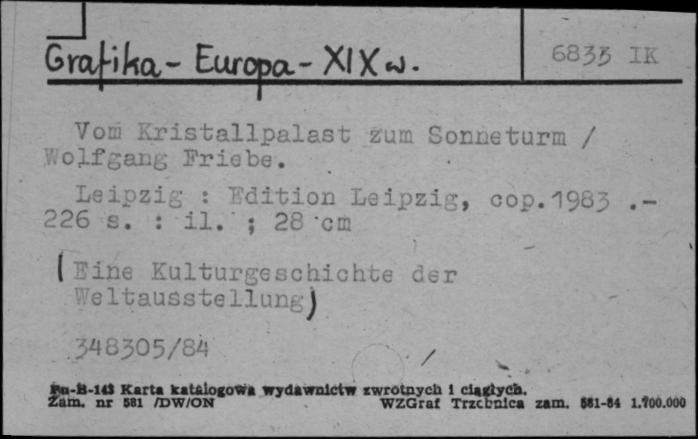 Grafika - Europa - XIX w.
6833 IK
Vom Kristallpalast zum Sonneturm /
Wolfgang Friebe.
Leipzig : Edition Leipzig, cop.1983 .-
226 s. : il. ; 28 cm
(Eine Kulturgeschichte der
Weltausstellung)
348305/84
Pu-B-143 Karta katalogowa wydawnictw zwrotnych i ciągłych.
Zam. nr 581 /DW/ON WZGraf Trzebnica zam. 581-84 1.700.000